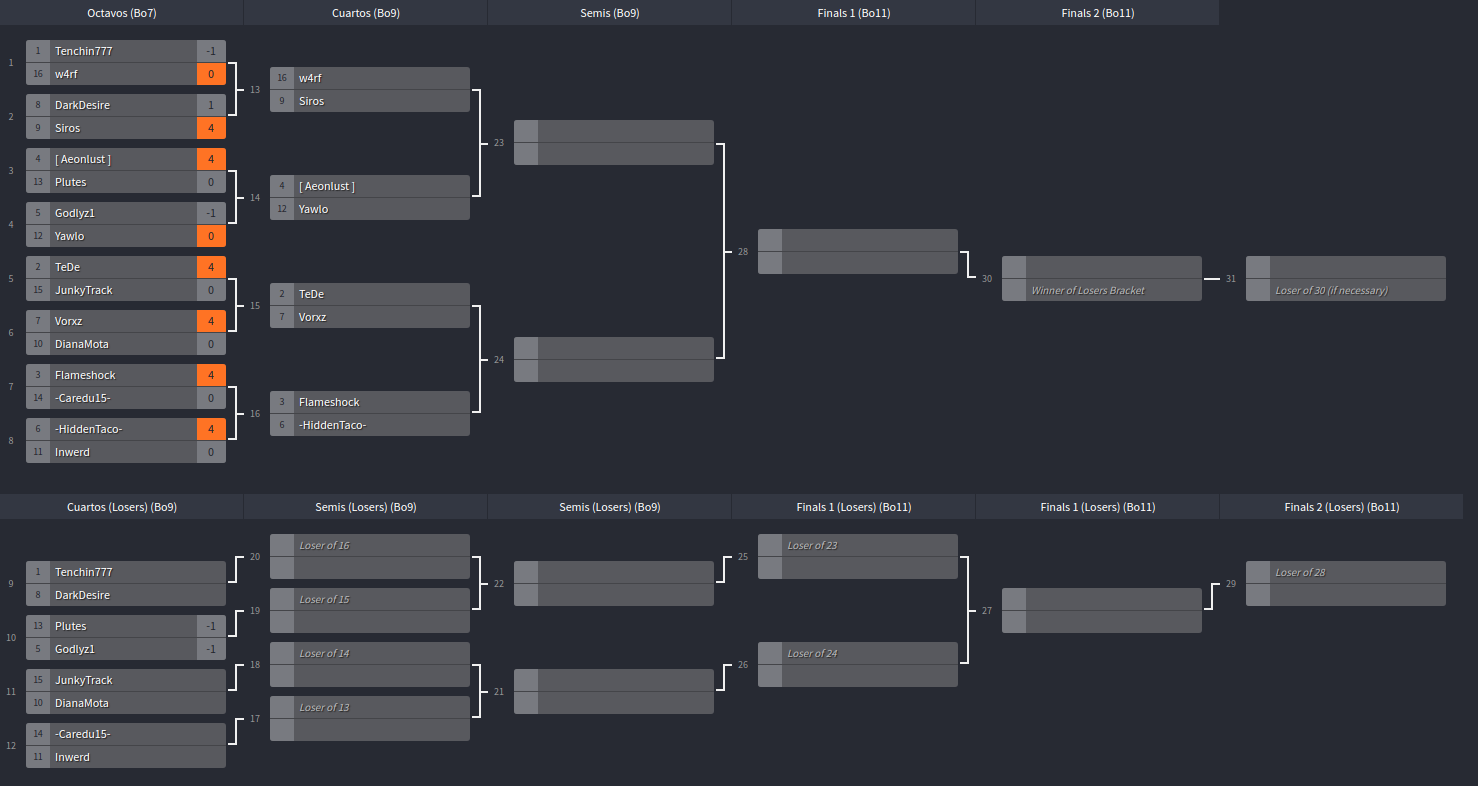 Octavos (Bo7) Cuartos (Bo9) Semis (Bo9) Finals 1 (Bo11) Finals 2 (Bo11)
1 1 Tenchin777 -1
16 w4rf 0
2 8 DarkDesire 1
9 Siros 4
3 4 [ Aeonlust ] 4
13 Plutes 0
4 5 Godlyz1 -1
12 Yawlo 0
5 2 TeDe 4
15 JunkyTrack 0
6 7 Vorxz 4
10 DianaMota 0
7 3 Flameshock 4
14 -Caredu15- 0
8 6 -HiddenTaco- 4
11 Inwerd 0
13 16 w4rf
9 Siros
14 4 [ Aeonlust ]
12 Yawlo
15 2 TeDe
7 Vorxz
16 3 Flameshock
6 -HiddenTaco-
23
24
28
30 Winner of Losers Bracket
31 Loser of 30 (if necessary)
Cuartos (Losers) (Bo9) Semis (Losers) (Bo9) Semis (Losers) (Bo9) Finals 1 (Losers) (Bo11) Finals 1 (Losers) (Bo11) Finals 2 (Losers) (Bo11)
9 1 Tenchin777
8 DarkDesire
10 13 Plutes -1
5 Godlyz1 -1
11 15 JunkyTrack
10 DianaMota
12 14 -Caredu15-
11 Inwerd
20 Loser of 16
19 Loser of 15
18 Loser of 14
17 Loser of 13
22
21
25 Loser of 23
26 Loser of 24
27
29 Loser of 28